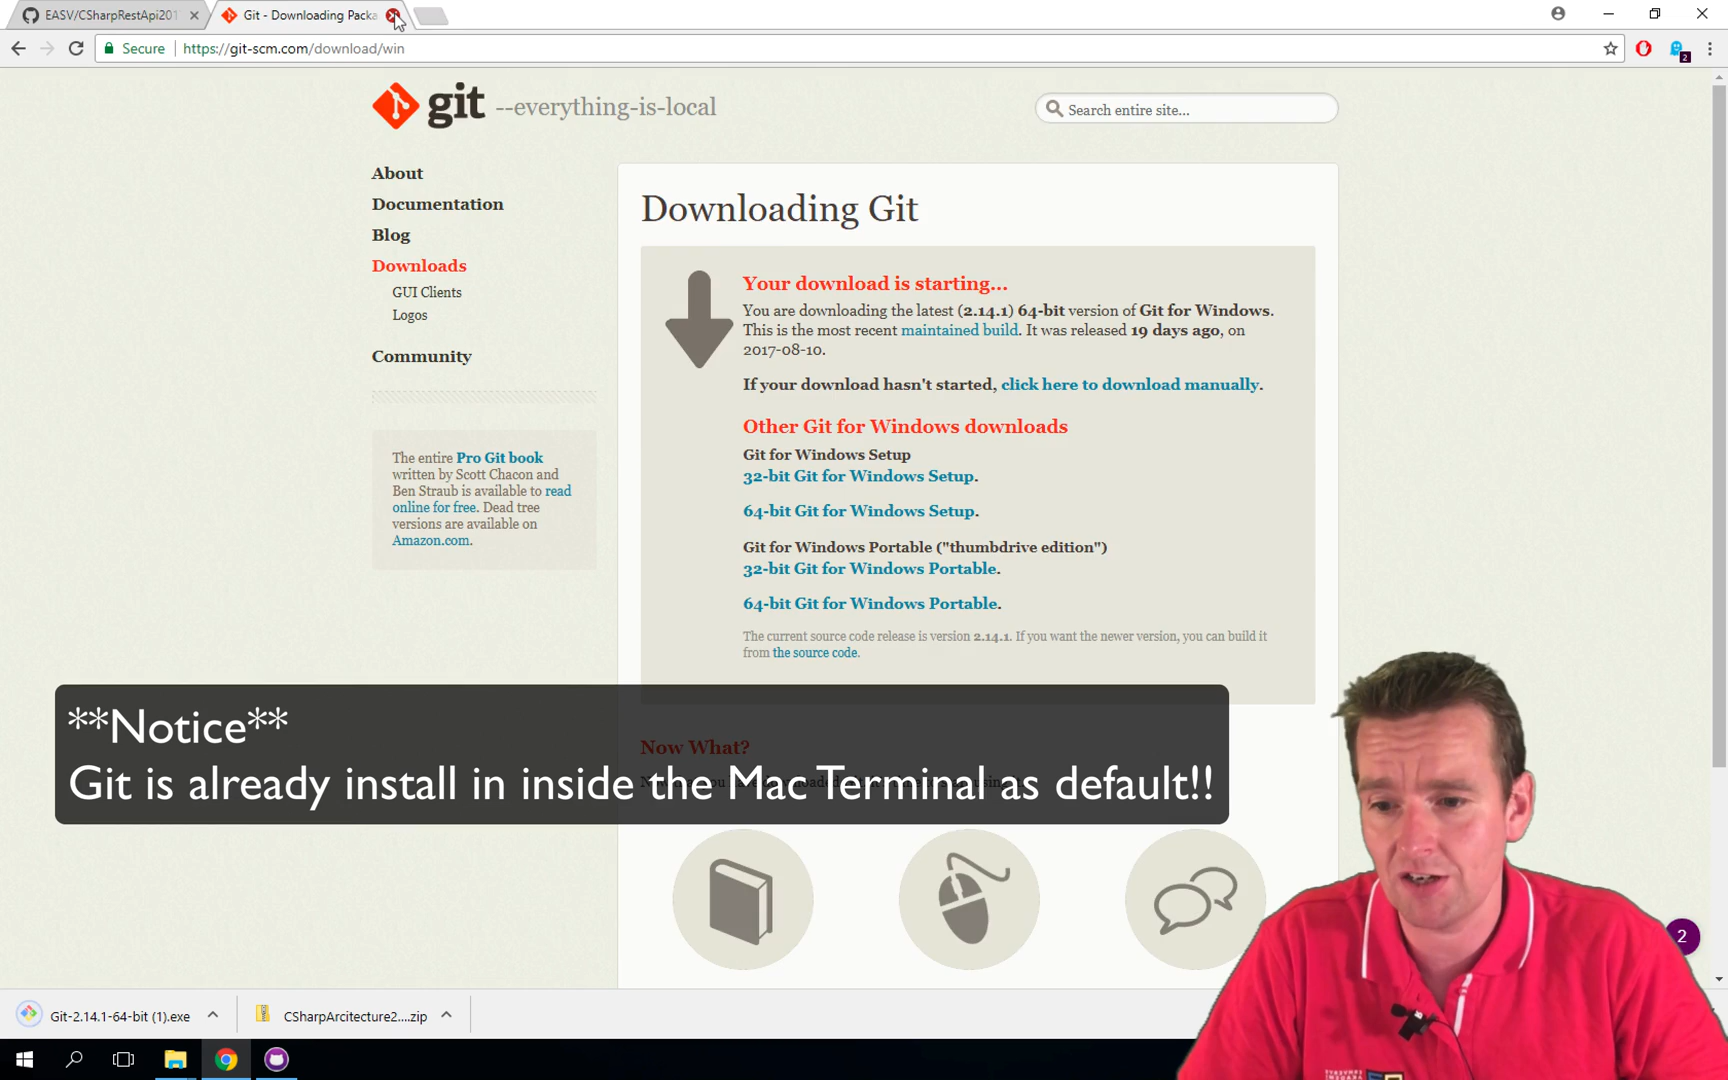 EASV/CSharpRestApi201
Git - Downloading Packa
Secure
https://git-scm.com/download/win
2
git --everything-is-local
Search entire site...
About
Documentation
Blog
Downloads
GUI Clients
Logos
Community
The entire Pro Git book
written by Scott Chacon and
Ben Straub is available to read
online for free. Dead tree
versions are available on
Amazon.com.
Downloading Git
Your download is starting...
You are downloading the latest (2.14.1) 64-bit version of Git for Windows.
This is the most recent maintained build. It was released 19 days ago, on
2017-08-10.
If your download hasn't started, click here to download manually.
Other Git for Windows downloads
Git for Windows Setup
32-bit Git for Windows Setup.
64-bit Git for Windows Setup.
Git for Windows Portable ("thumbdrive edition")
32-bit Git for Windows Portable.
64-bit Git for Windows Portable.
The current source code release is version 2.14.1. If you want the newer version, you can build it
from the source code.
Now What?
**Notice**
Git is already install in inside the Mac Terminal as default!!
2
Git-2.14.1-64-bit (1).exe
CSharpArcitecture2....zip